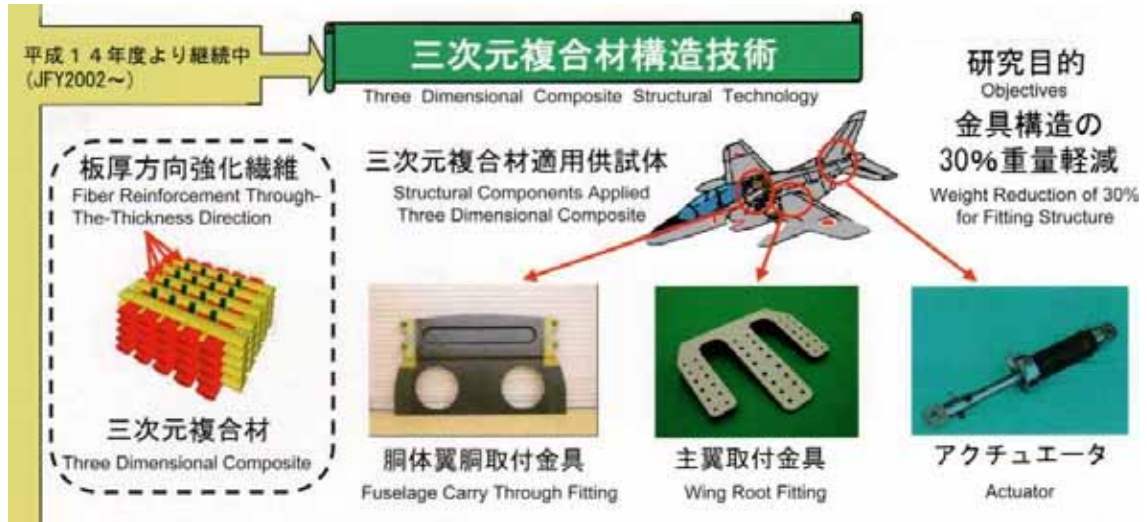 平成１４年度より継続中
(JFY2002～)
三次元複合材構造技術
Three Dimensional Composite Structural Technology
研究目的
Objectives
金具構造の
30%重量軽減
Weight Reduction of 30%
for Fitting Structure
板厚方向強化繊維
Fiber Reinforcement Through-
The-Thickness Direction
三次元複合材
Three Dimensional Composite
三次元複合材適用供試体
Structural Components Applied
Three Dimensional Composite
胴体翼胴取付金具
Fuselage Carry Through Fitting
主翼取付金具
Wing Root Fitting
アクチュエータ
Actuator